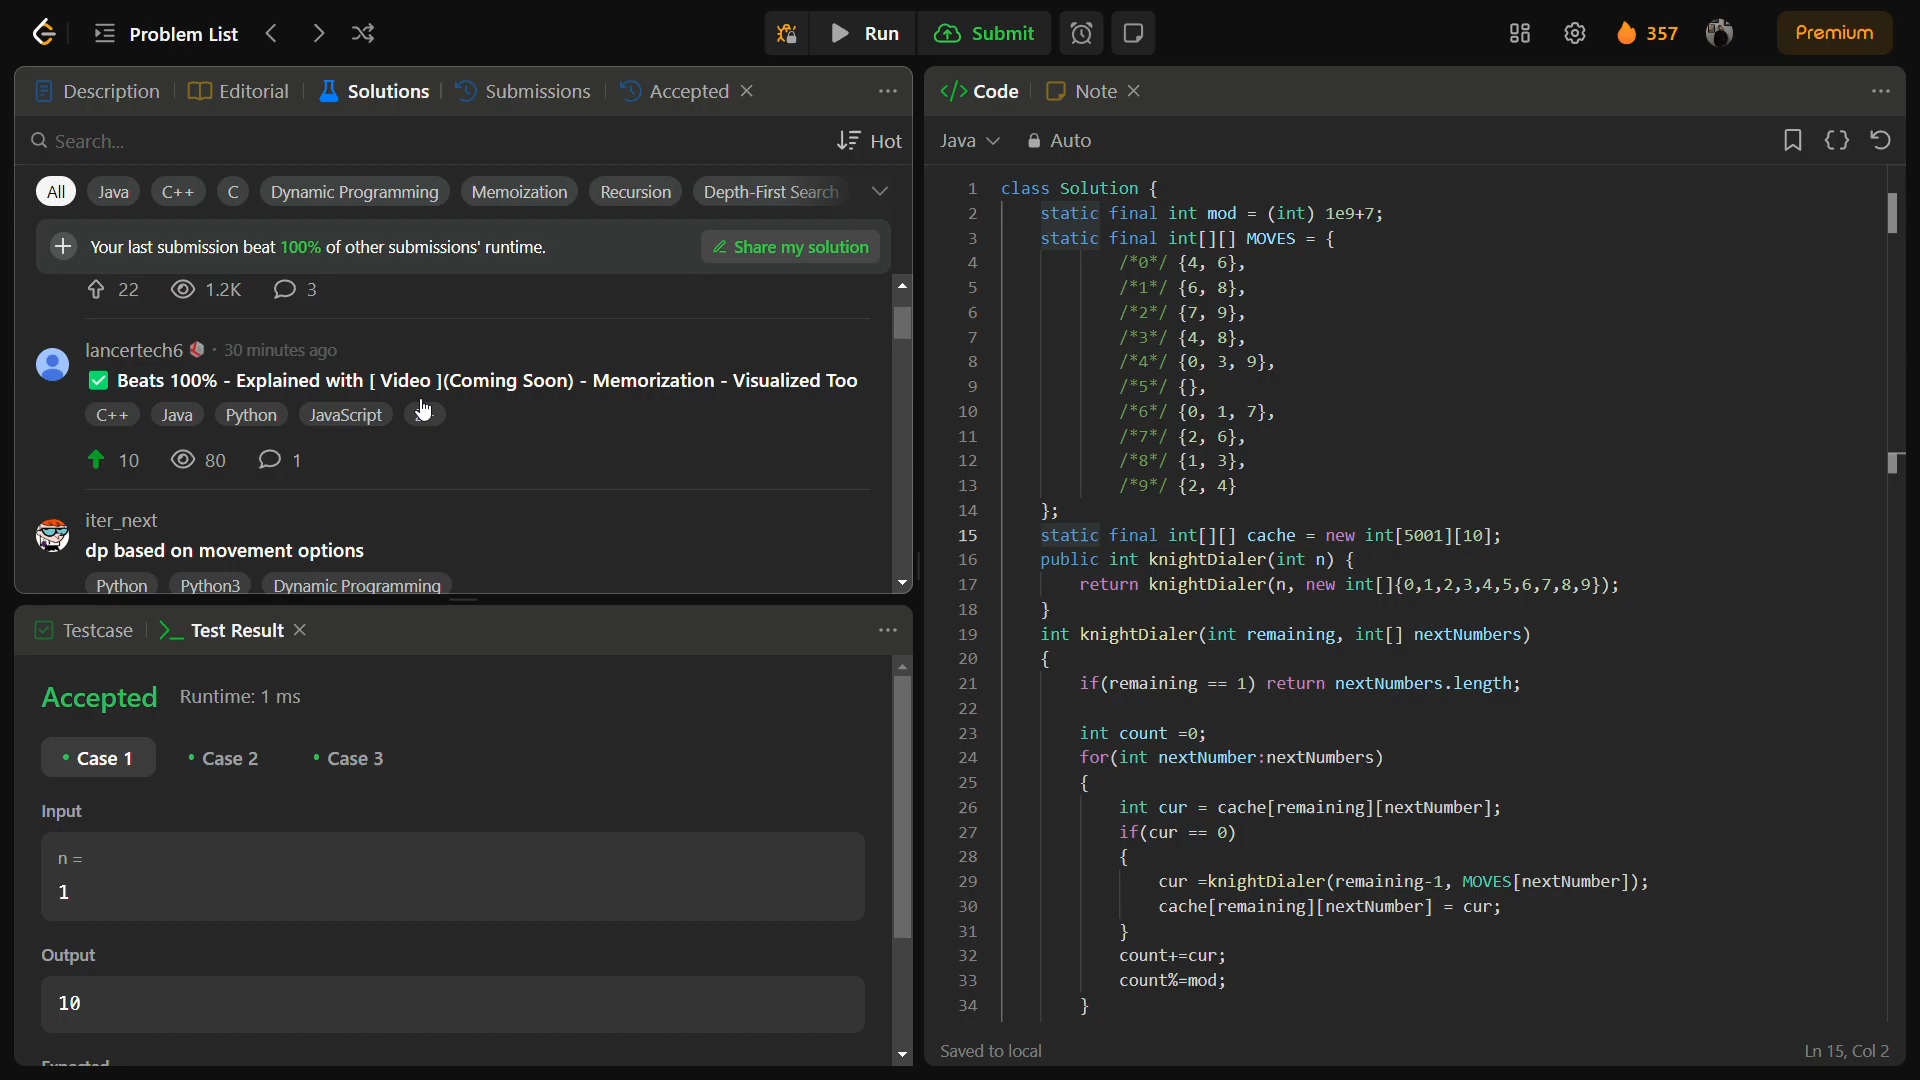 Problem List
Run
Submit
357
Premium
Description
Editorial
Solutions
Submissions
Accepted
Search...
Hot
All
Java
C++
C
Dynamic Programming
Memoization
Recursion
Depth-First Search
Your last submission beat 100% of other submissions' runtime.
Share my solution
22
1.2K
3
lancertech6 · 30 minutes ago
Beats 100% - Explained with [ Video ](Coming Soon) - Memorization - Visualized Too
C++
Java
Python
JavaScript
10
80
1
iter_next
dp based on movement options
Python
Python3
Dynamic Programming
Testcase
Test Result
Accepted
Runtime: 1 ms
Case 1
Case 2
Case 3
Input
n =
1
Output
10
Expected
Code
Note
Java
Auto
1 class Solution {
2 static final int mod = (int) 1e9+7;
3 static final int[][] MOVES = {
4 /*0*/ {4, 6},
5 /*1*/ {6, 8},
6 /*2*/ {7, 9},
7 /*3*/ {4, 8},
8 /*4*/ {0, 3, 9},
9 /*5*/ {},
10 /*6*/ {0, 1, 7},
11 /*7*/ {2, 6},
12 /*8*/ {1, 3},
13 /*9*/ {2, 4}
14 };
15 static final int[][] cache = new int[5001][10];
16 public int knightDialer(int n) {
17 return knightDialer(n, new int[]{0,1,2,3,4,5,6,7,8,9});
18 }
19 int knightDialer(int remaining, int[] nextNumbers)
20 {
21 if(remaining == 1) return nextNumbers.length;
22
23 int count =0;
24 for(int nextNumber:nextNumbers)
25 {
26 int cur = cache[remaining][nextNumber];
27 if(cur == 0)
28 {
29 cur =knightDialer(remaining-1, MOVES[nextNumber]);
30 cache[remaining][nextNumber] = cur;
31 }
32 count+=cur;
33 count%=mod;
34 }
Saved to local
Ln 15, Col 2